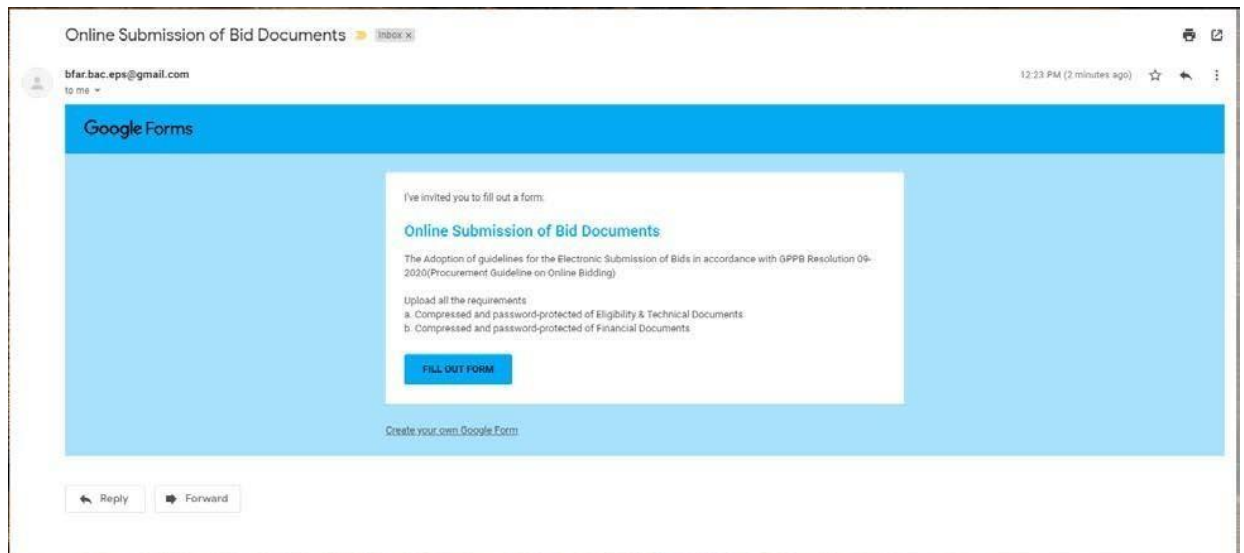 Online Submission of Bid Documents Inbox x
bfar.bac.eps@gmail.com 12:23 PM (2 minutes ago)
to me
Google Forms
I've invited you to fill out a form:
Online Submission of Bid Documents
The Adoption of guidelines for the Electronic Submission of Bids in accordance with GPPB Resolution 09-
2020(Procurement Guideline on Online Bidding)
Upload all the requirements
a. Compressed and password-protected of Eligibility & Technical Documents
b. Compressed and password-protected of Financial Documents
FILL OUT FORM
Create your own Google Form
Reply Forward